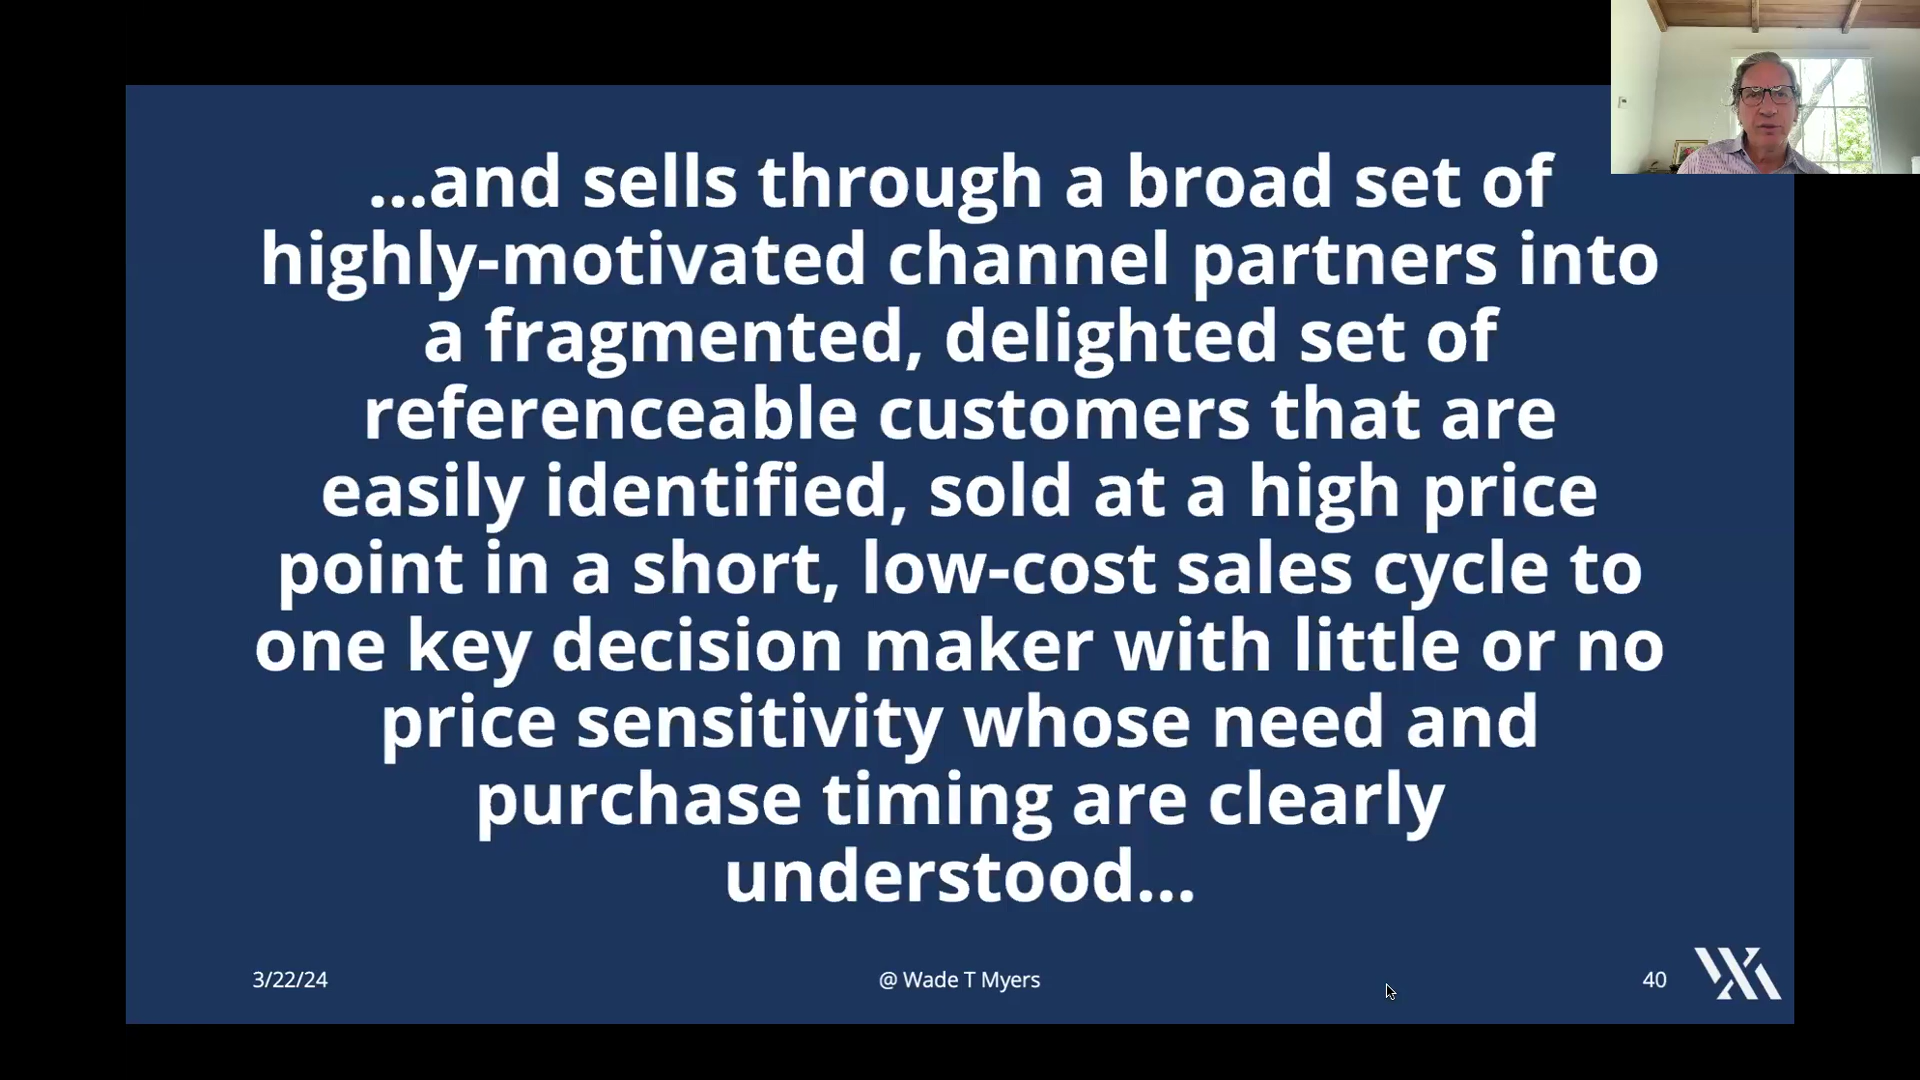 ...and sells through a broad set of
highly-motivated channel partners into
a fragmented, delighted set of
referenceable customers that are
easily identified, sold at a high price
point in a short, low-cost sales cycle to
one key decision maker with little or no
price sensitivity whose need and
purchase timing are clearly
understood...
3/22/24
@ Wade T Myers
40